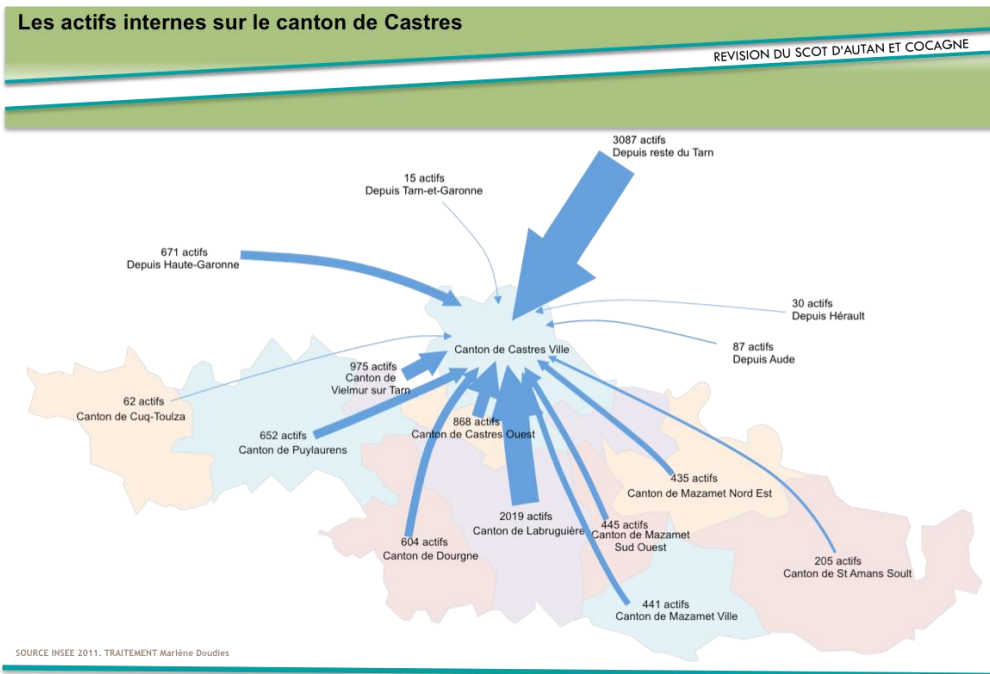 Les actifs internes sur le canton de Castres
REVISION DU SCOT D'AUTAN ET COCAGNE
3087 actifs
Depuis reste du Tarn
15 actifs
Depuis Tarn-et-Garonne
671 actifs
Depuis Haute-Garonne
30 actifs
Depuis Hérault
87 actifs
Depuis Aude
Canton de Castres Ville
975 actifs
Canton de
Vielmur sur Tarn
62 actifs
Canton de Cuq-Toulza
868 actifs
Canton de Castres Ouest
652 actifs
Canton de Puylaurens
435 actifs
Canton de Mazamet Nord Est
2019 actifs
Canton de Labruguière
445 actifs
Canton de Mazamet
Sud Ouest
604 actifs
Canton de Dourgne
205 actifs
Canton de St Amans Soult
441 actifs
Canton de Mazamet Ville
SOURCE INSEE 2011. TRAITEMENT Marlène Doudies